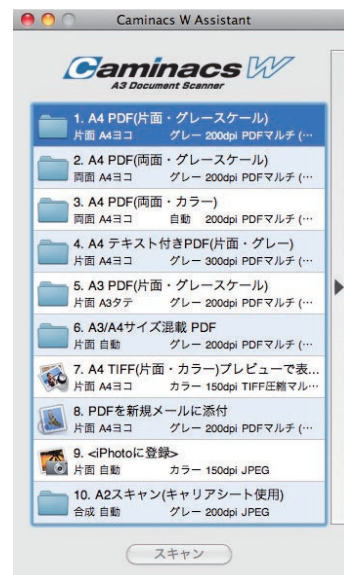 Caminacs W Assistant
Caminacs W
A3 Document Scanner
1. A4 PDF(片面・グレースケール)
片面 A4ヨコ グレー 200dpi PDFマルチ (…
2. A4 PDF(両面・グレースケール)
両面 A4ヨコ グレー 200dpi PDFマルチ (…
3. A4 PDF(両面・カラー)
両面 A4ヨコ 自動 200dpi PDFマルチ (…
4. A4 テキスト付きPDF(片面・グレー)
片面 A4ヨコ グレー 300dpi PDFマルチ (…
5. A3 PDF(片面・グレースケール)
片面 A3タテ グレー 200dpi PDFマルチ (…
6. A3/A4サイズ混載 PDF
片面 自動 グレー 200dpi PDFマルチ (…
7. A4 TIFF(片面・カラー)プレビューで表...
片面 A4ヨコ カラー 150dpi TIFF圧縮マル…
8. PDFを新規メールに添付
片面 A4ヨコ グレー 200dpi PDFマルチ (…
9. <iPhotoに登録>
片面 自動 カラー 150dpi JPEG
10. A2スキャン(キャリアシート使用)
合成 自動 グレー 200dpi JPEG
スキャン